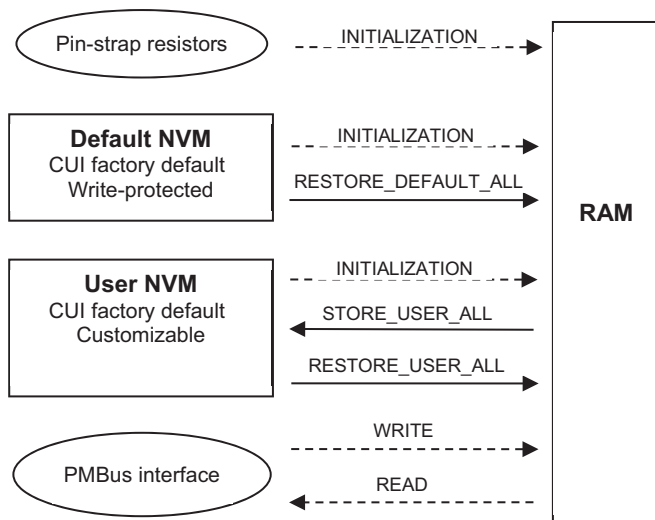 Pin-strap resistors
INITIALIZATION
Default NVM
CUI factory default
Write-protected
INITIALIZATION
RESTORE_DEFAULT_ALL
RAM
User NVM
CUI factory default
Customizable
INITIALIZATION
STORE_USER_ALL
RESTORE_USER_ALL
PMBus interface
WRITE
READ